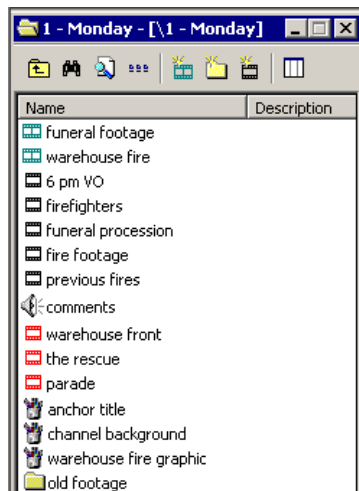 1 - Monday - [\1 - Monday]
Name Description
funeral footage
warehouse fire
6 pm VO
firefighters
funeral procession
fire footage
previous fires
comments
warehouse front
the rescue
parade
anchor title
channel background
warehouse fire graphic
old footage